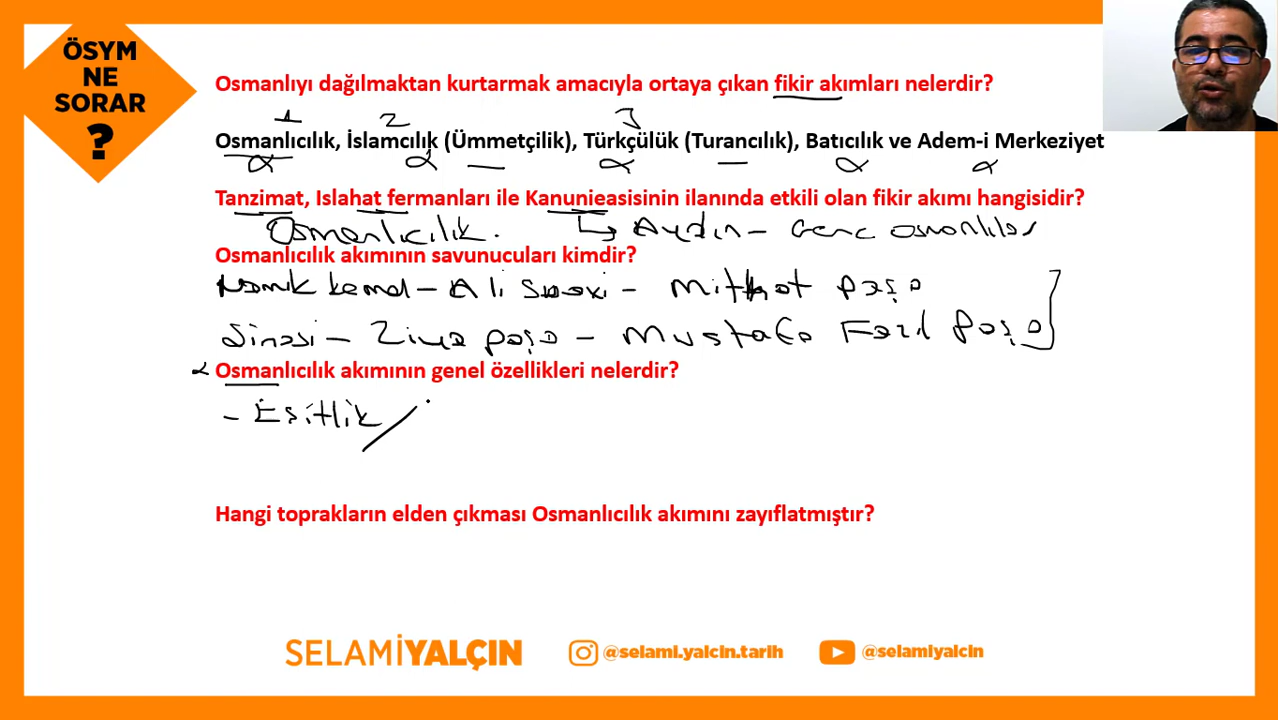 ÖSYM
NE
SORAR
?
Osmanlıyı dağılmaktan kurtarmak amacıyla ortaya çıkan fikir akımları nelerdir?
1 2 3
Osmanlıcılık, İslamcılık (Ümmetçilik), Türkçülük (Turancılık), Batıcılık ve Adem-i Merkeziyet
Tanzimat, Islahat fermanları ile Kanunieasisinin ilanında etkili olan fikir akımı hangisidir?
Osmanlıcılık. Aydın - Genc osmanlılar
Osmanlıcılık akımının savunucuları kimdir?
Namık kemal - Ali Suavi - Mithat paşa
Şinasi - Ziya paşa - Mustafa Fazıl Paşa
Osmanlıcılık akımının genel özellikleri nelerdir?
- Eşitlik /
Hangi toprakların elden çıkması Osmanlıcılık akımını zayıflatmıştır?
SELAMİYALÇIN @selami.yalcin.tarih @selamiyalcin